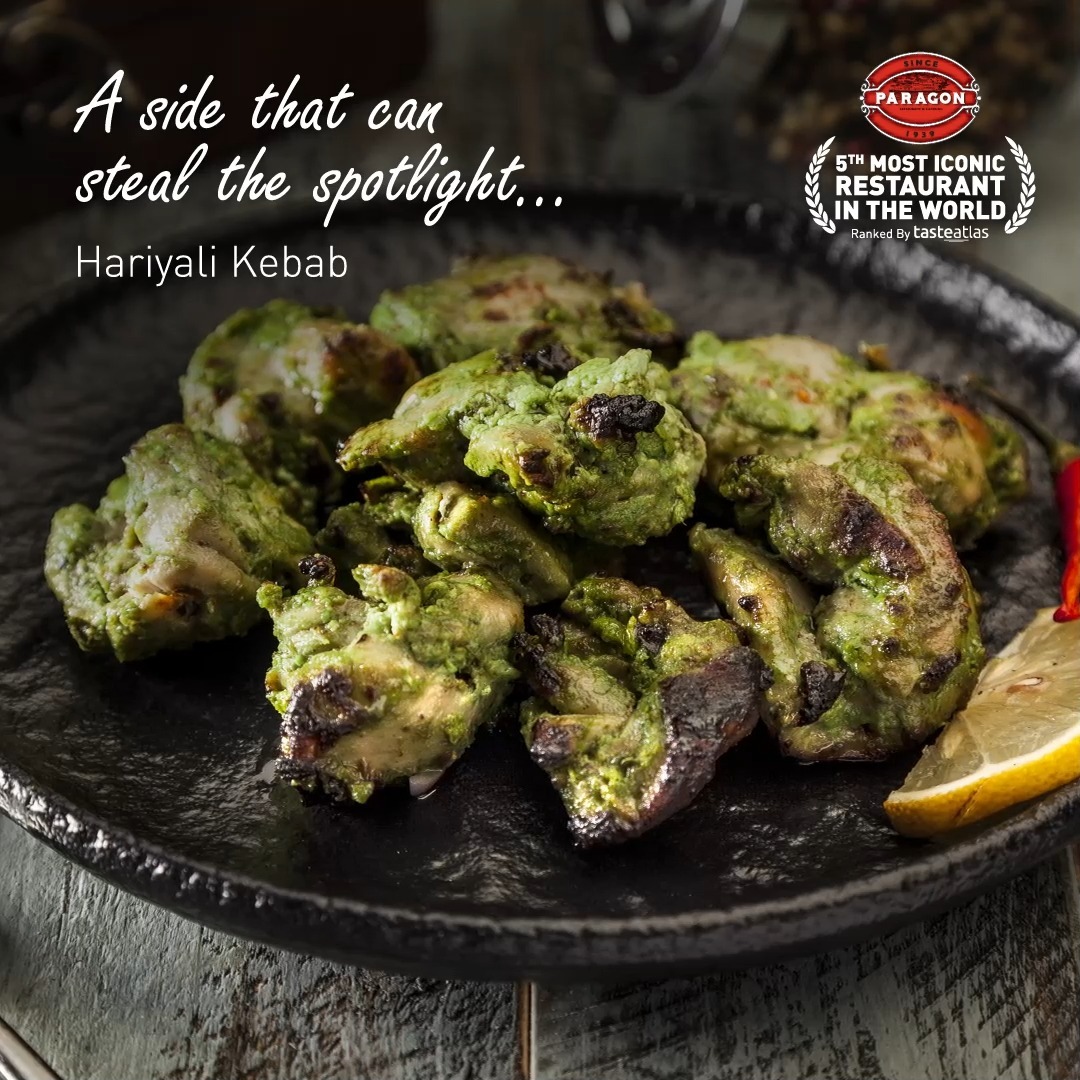 A side that can
steal the spotlight...
Hariyali Kebab
SINCE
PARAGON
1939
5TH MOST ICONIC
RESTAURANT
IN THE WORLD
Ranked By tasteatlas